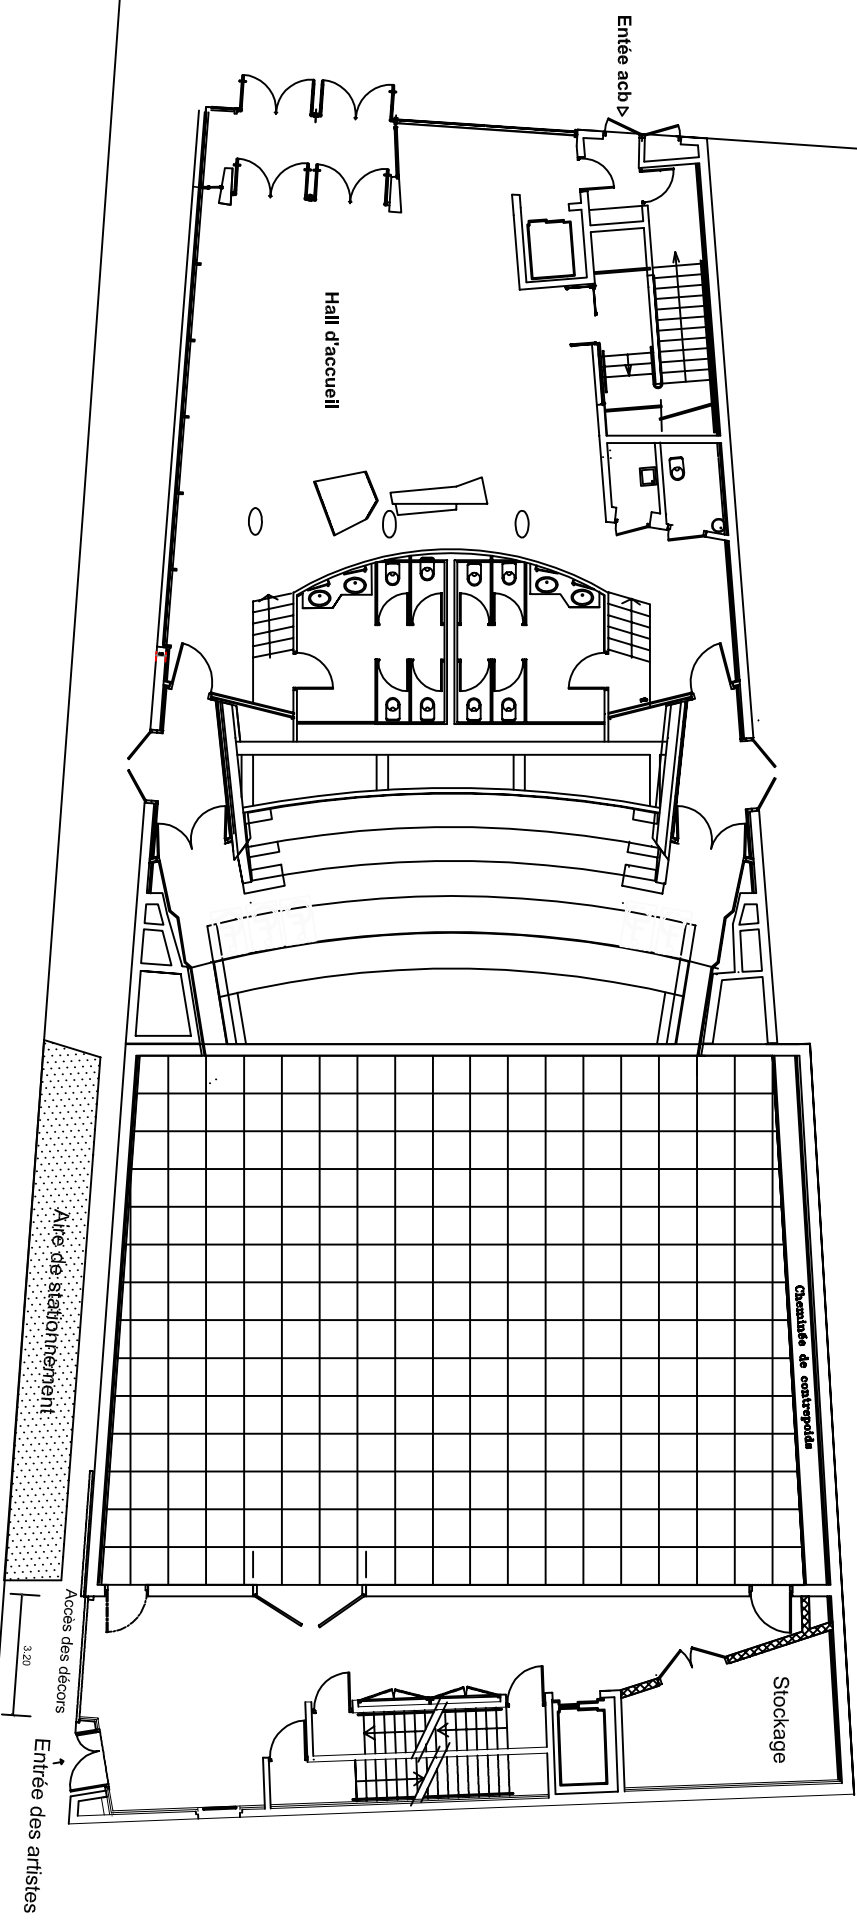 Entée acb
Hall d'accueil
Cheminée de contrepoids
Aire de stationnement
Accès des décors
3.20
Stockage
Entrée des artistes